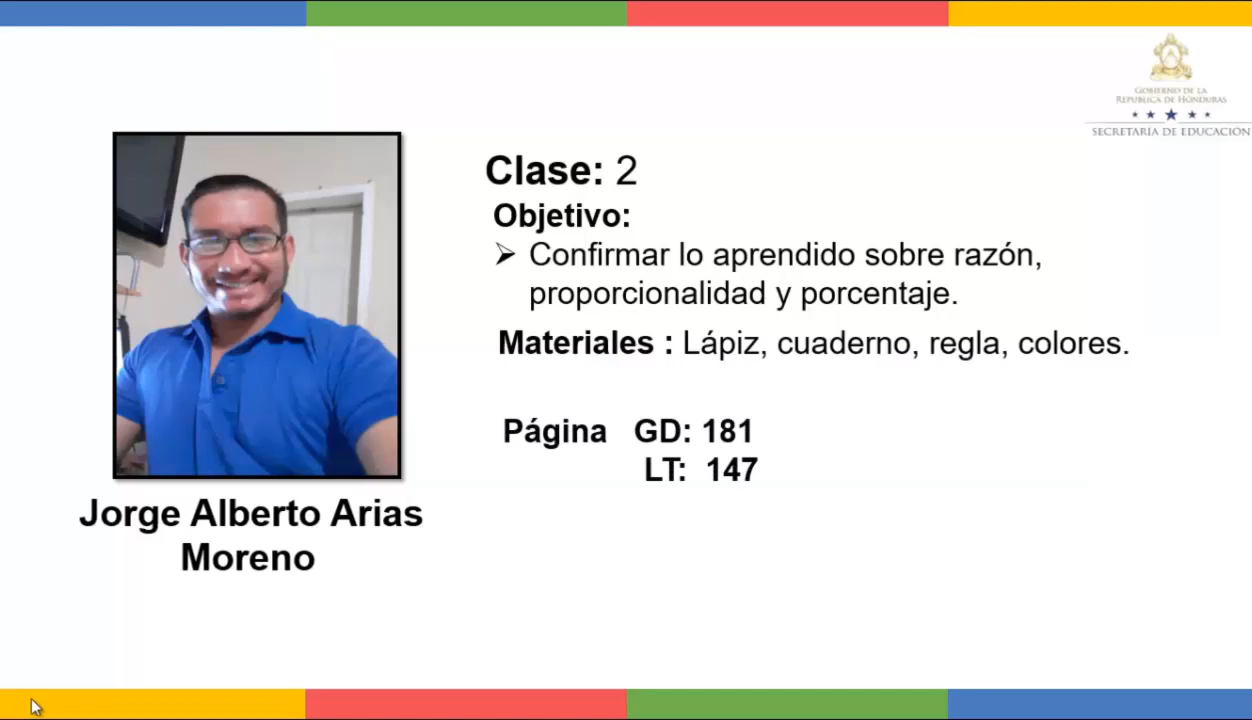 GOBIERNO DE LA
REPÚBLICA DE HONDURAS
SECRETARÍA DE EDUCACIÓN
Clase: 2
Objetivo:
➢ Confirmar lo aprendido sobre razón,
proporcionalidad y porcentaje.
Materiales : Lápiz, cuaderno, regla, colores.
Página GD: 181
LT: 147
Jorge Alberto Arias
Moreno